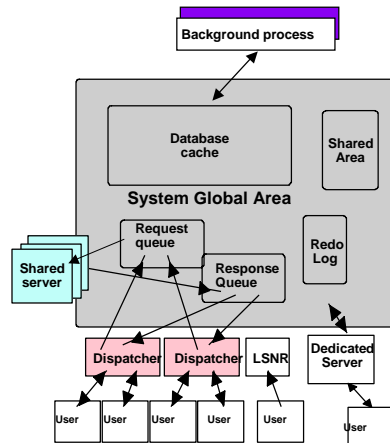 Background process
Database
cache
Shared
Area
System Global Area
Request
queue
Redo
Log
Shared
server
Response
Queue
Dispatcher
Dispatcher
LSNR
Dedicated
Server
User
User
User
User
User
User